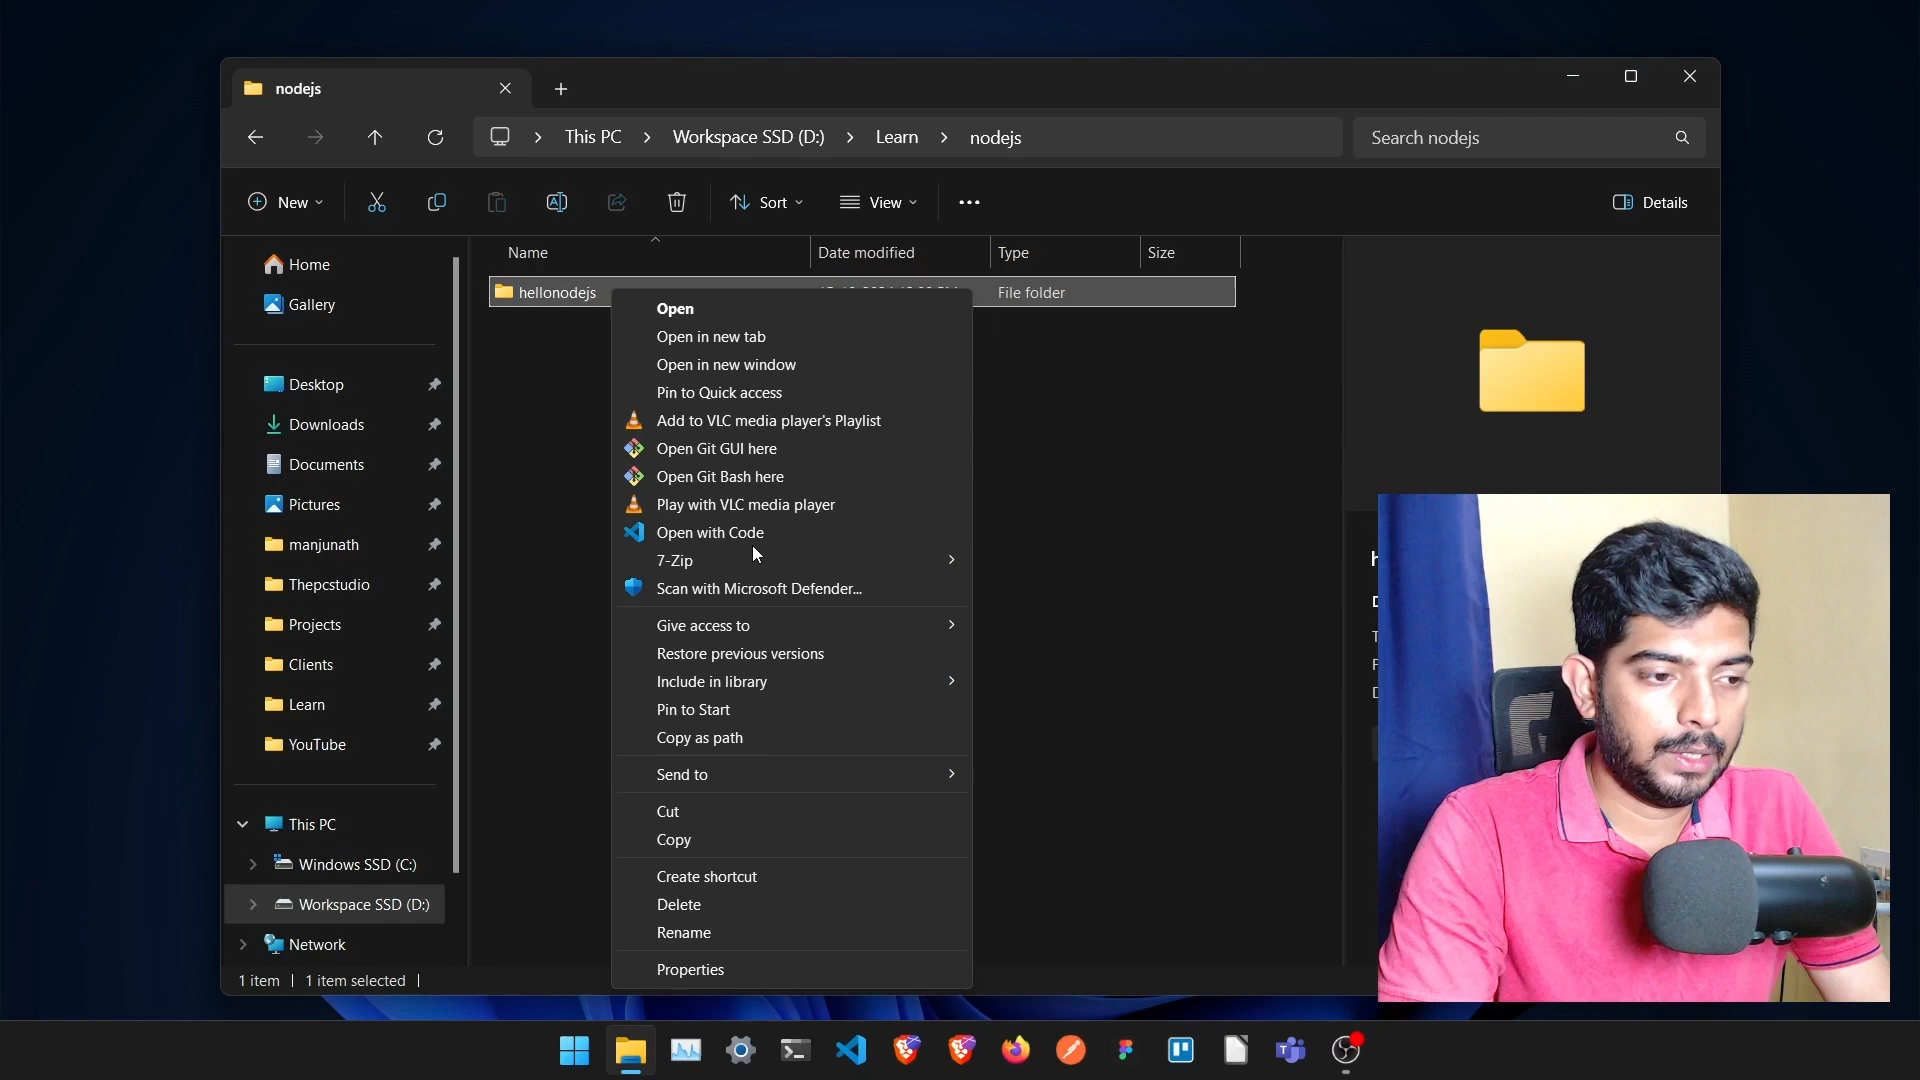 nodejs
This PC
Workspace SSD (D:)
Learn
nodejs
Search nodejs
New
Sort
View
Details
Name
Date modified
Type
Size
hellonodejs
File folder
Home
Gallery
Desktop
Downloads
Documents
Pictures
manjunath
Thepcstudio
Projects
Clients
Learn
YouTube
This PC
Windows SSD (C:)
Workspace SSD (D:)
Network
1 item
1 item selected
Open
Open in new tab
Open in new window
Pin to Quick access
Add to VLC media player's Playlist
Open Git GUI here
Open Git Bash here
Play with VLC media player
Open with Code
7-Zip
Scan with Microsoft Defender...
Give access to
Restore previous versions
Include in library
Pin to Start
Copy as path
Send to
Cut
Copy
Create shortcut
Delete
Rename
Properties